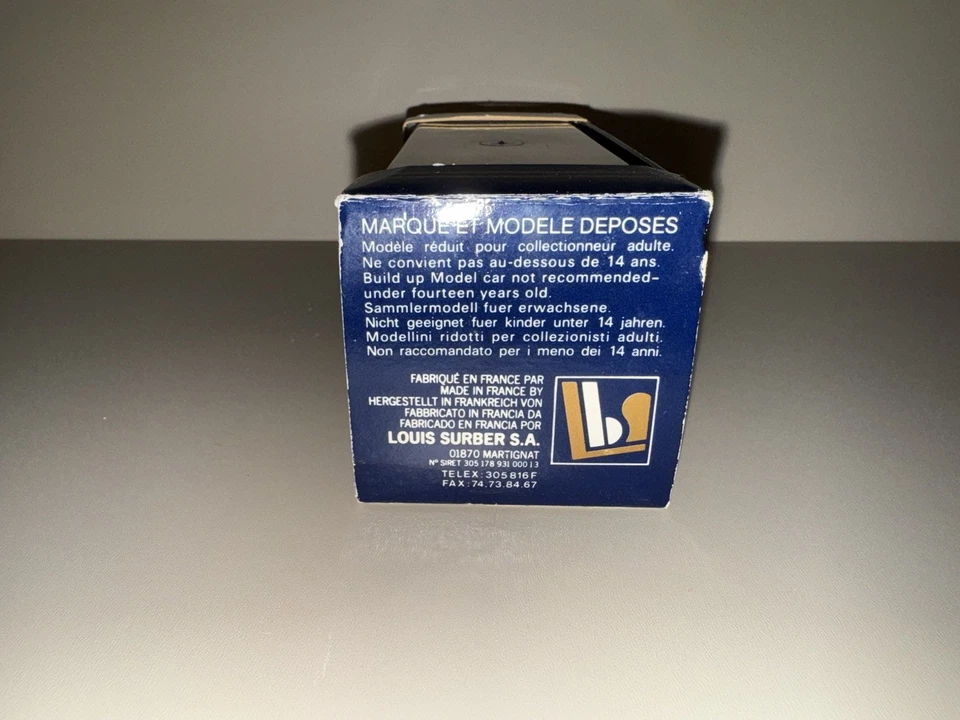 MARQUE ET MODELE DEPOSES
Modèle réduit pour collectionneur adulte.
Ne convient pas au-dessous de 14 ans.
Build up Model car not recommended-
under fourteen years old.
Sammlermodell fuer erwachsene.
Nicht geeignet fuer kinder unter 14 jahren.
Modellini ridotti per collezionisti adulti.
Non raccomandato per i meno dei 14 anni.
FABRIQUÉ EN FRANCE PAR
MADE IN FRANCE BY
HERGESTELLT IN FRANKREICH VON
FABBRICATO IN FRANCIA DA
FABRICADO EN FRANCIA POR
LOUIS SURBER S.A.
01870 MARTIGNAT
Nº SIRET 305 178 931 000 13
TELEX : 305 816 F
FAX : 74.73.84.67